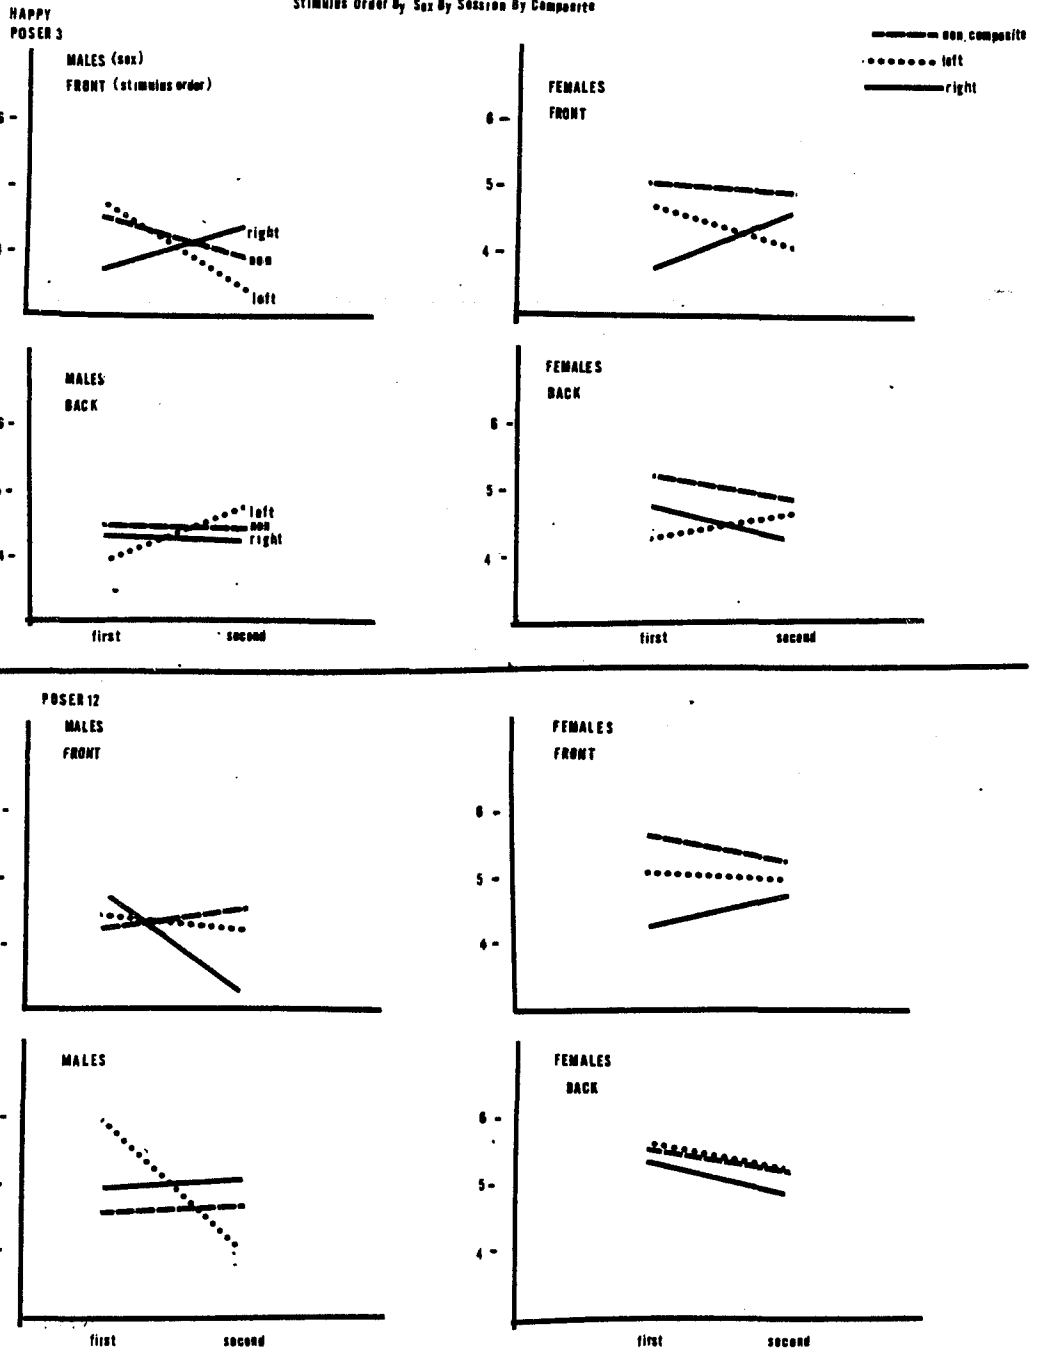 Stimulus Order By Sex By Session By Composite
HAPPY
POSER 3
non. composite
left
right
MALES (sex)
FRONT (stimulus order)
6 -
-
4 -
right
non
left
FEMALES
FRONT
6 -
5 -
4 -
MALES
BACK
6 -
-
4 -
left
non
right
first second
FEMALES
BACK
6 -
5 -
4 -
first second
POSER 12
MALES
FRONT
FEMALES
FRONT
6 -
5 -
4 -
MALES
first second
FEMALES
BACK
6 -
5 -
4 -
first second